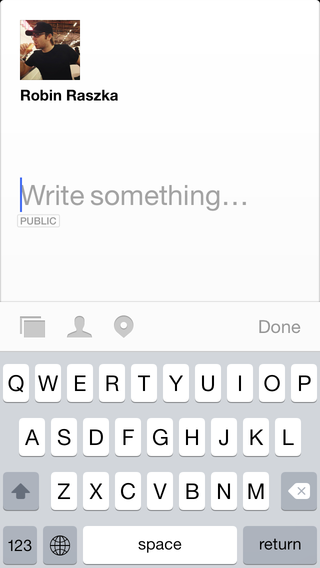 Robin Raszka
Write something...
PUBLIC
Done
Q W E R T Y U I O P
A S D F G H J K L
Z X C V B N M
123 space return